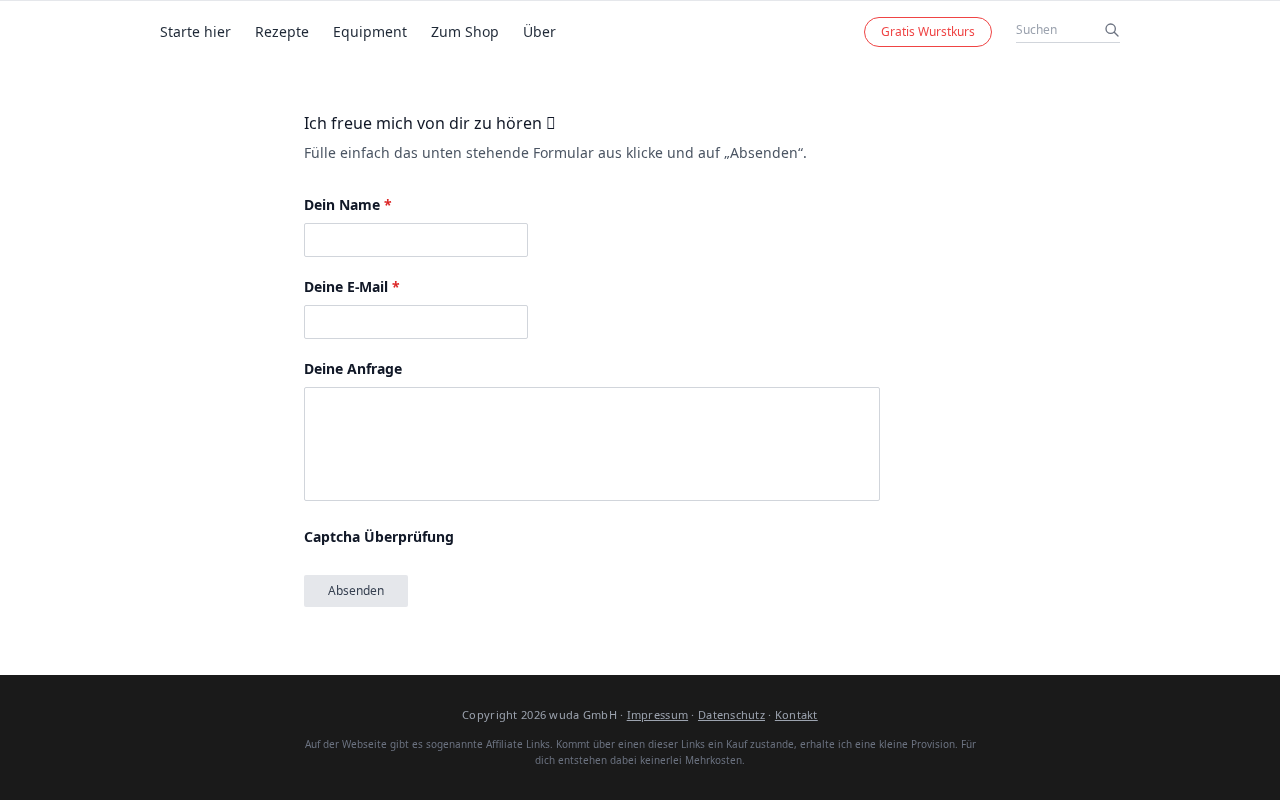 Starte hier Rezepte Equipment Zum Shop Über Gratis Wurstkurs Suchen
Ich freue mich von dir zu hören
Fülle einfach das unten stehende Formular aus klicke und auf „Absenden“.
Dein Name *
Deine E-Mail *
Deine Anfrage
Captcha Überprüfung
Absenden
Copyright 2026 wuda GmbH · Impressum · Datenschutz · Kontakt
Auf der Webseite gibt es sogenannte Affiliate Links. Kommt über einen dieser Links ein Kauf zustande, erhalte ich eine kleine Provision. Für
dich entstehen dabei keinerlei Mehrkosten.